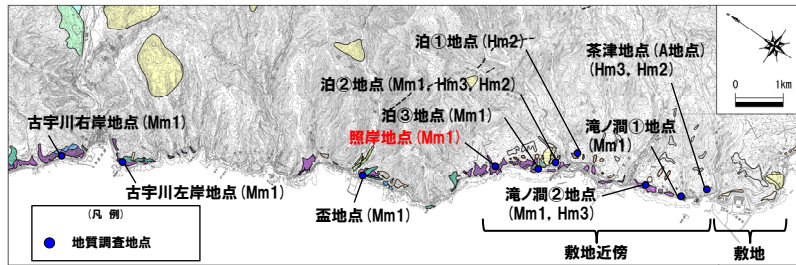 泊①地点(Hm2)
茶津地点(A地点)
(Hm3, Hm2)
泊②地点(Mm1, Hm3, Hm2)
0 1km
泊③地点(Mm1)
滝ノ澗①地点
(Mm1)
古宇川右岸地点(Mm1)
照岸地点(Mm1)
古宇川左岸地点(Mm1)
盃地点(Mm1)
滝ノ澗②地点
(Mm1, Hm3)
(凡 例)
地質調査地点
敷地近傍
敷地